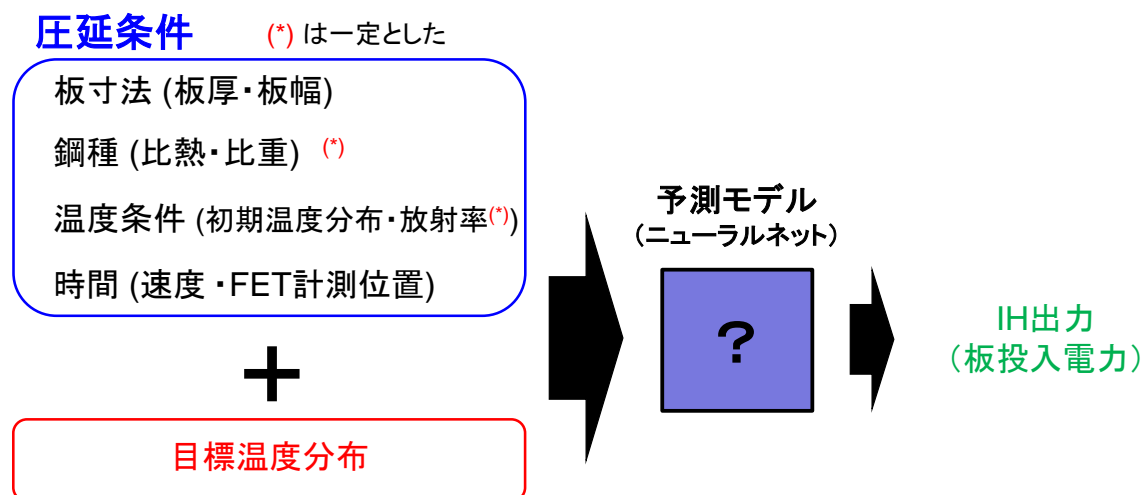 圧延条件 (*) は一定とした
板寸法 (板厚・板幅)
鋼種 (比熱・比重) (*)
温度条件 (初期温度分布・放射率(*))
時間 (速度・FET計測位置)
+
目標温度分布
予測モデル
（ニューラルネット）
?
IH出力
（板投入電力）